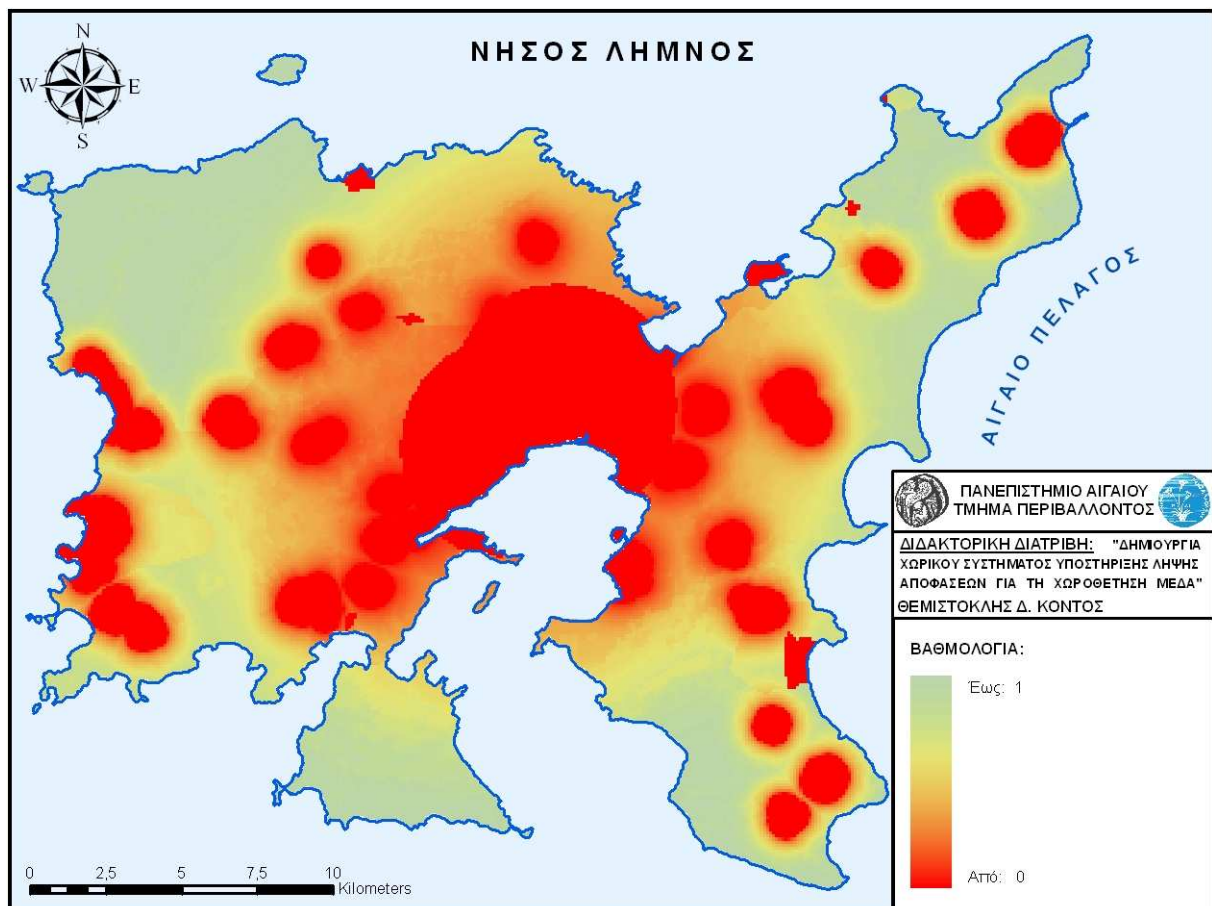 ΝΗΣΟΣ ΛΗΜΝΟΣ
N
W E
S
ΑΙΓΑΙΟ ΠΕΛΑΓΟΣ
ΠΑΝΕΠΙΣΤΗΜΙΟ ΑΙΓΑΙΟΥ
ΤΜΗΜΑ ΠΕΡΙΒΑΛΛΟΝΤΟΣ
ΔΙΔΑΚΤΟΡΙΚΗ ΔΙΑΤΡΙΒΗ: "ΔΗΜΙΟΥΡΓΙΑ
ΧΩΡΙΚΟΥ ΣΥΣΤΗΜΑΤΟΣ ΥΠΟΣΤΗΡΙΞΗΣ ΛΗΨΗΣ
ΑΠΟΦΑΣΕΩΝ ΓΙΑ ΤΗ ΧΩΡΟΘΕΤΗΣΗ ΜΕΔΑ"
ΘΕΜΙΣΤΟΚΛΗΣ Δ. ΚΟΝΤΟΣ
ΒΑΘΜΟΛΟΓΙΑ:
Έως: 1
Από: 0
0 2,5 5 7,5 10
Kilometers